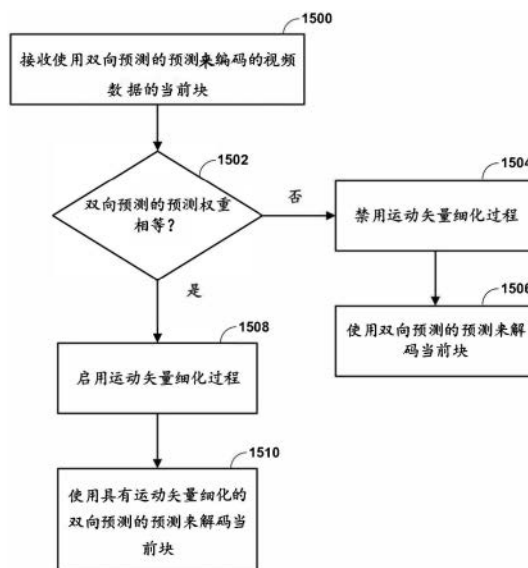 1500
接收使用双向预测的预测来编码的视频
数据的当前块
1502
双向预测的预测权重
相等?
否
1504
禁用运动矢量细化过程
1506
使用双向预测的预测来解
码当前块
是
1508
启用运动矢量细化过程
1510
使用具有运动矢量细化的
双向预测的预测来解码当
前块